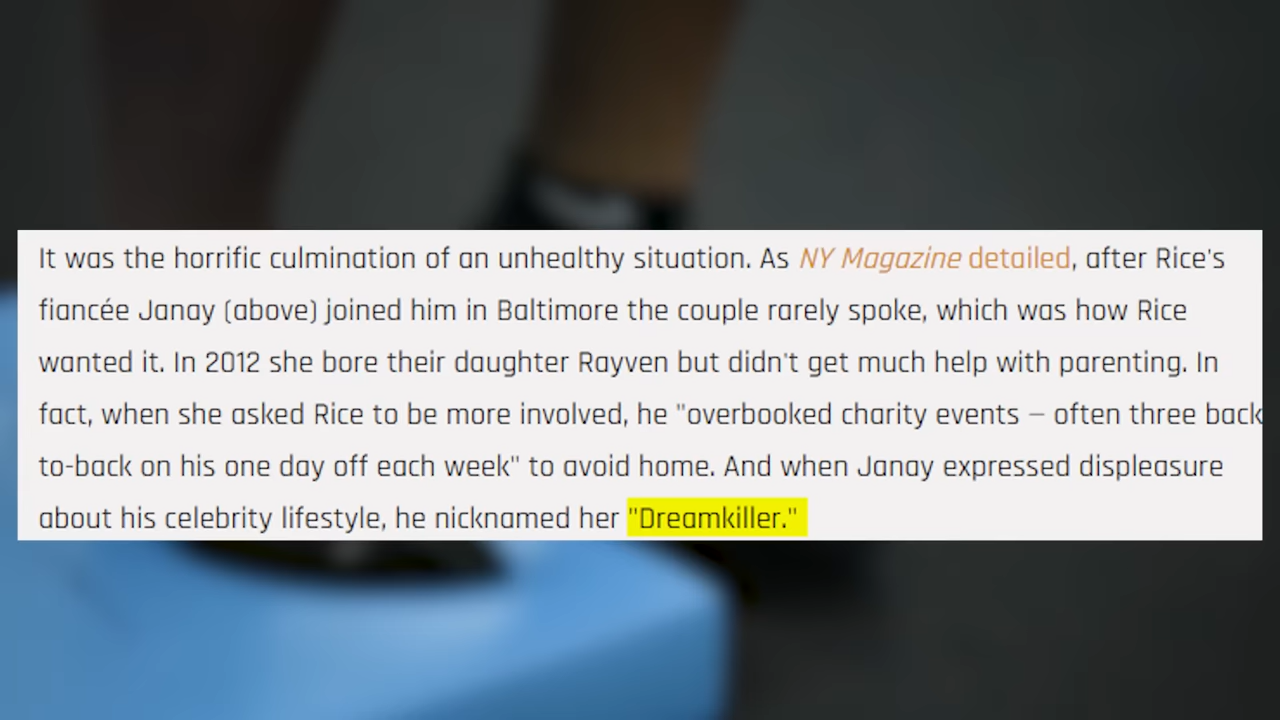 It was the horrific culmination of an unhealthy situation. As NY Magazine detailed, after Rice's
fiancée Janay (above) joined him in Baltimore the couple rarely spoke, which was how Rice
wanted it. In 2012 she bore their daughter Rayven but didn't get much help with parenting. In
fact, when she asked Rice to be more involved, he "overbooked charity events – often three back
to-back on his one day off each week" to avoid home. And when Janay expressed displeasure
about his celebrity lifestyle, he nicknamed her "Dreamkiller."